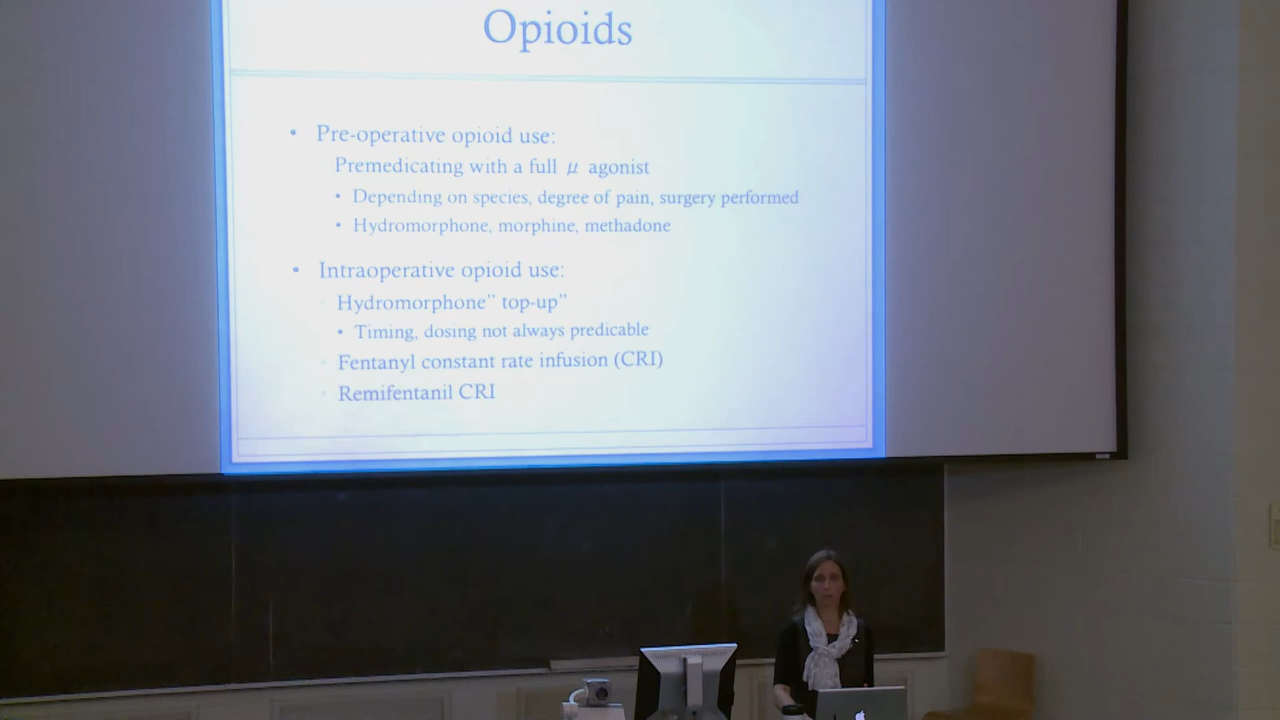 Opioids
• Pre-operative opioid use:
Premedicating with a full μ agonist
• Depending on species, degree of pain, surgery performed
• Hydromorphone, morphine, methadone
• Intraoperative opioid use:
Hydromorphone” top-up”
• Timing, dosing not always predicable
Fentanyl constant rate infusion (CRI)
Remifentanil CRI